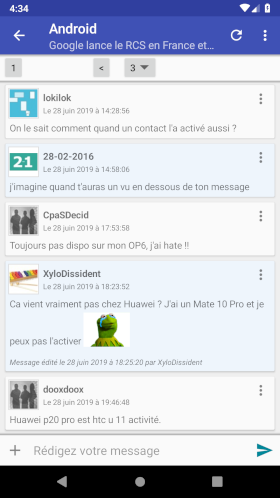 4:34
Android
Google lance le RCS en France et…
1
<
3
lokilok
Le 28 juin 2019 à 14:28:56
On le sait comment quand un contact l'a activé aussi ?
21
28-02-2016
Le 28 juin 2019 à 14:58:06
j'imagine quand t'auras un vu en dessous de ton message
CpaSDecid
Le 28 juin 2019 à 17:53:58
Toujours pas dispo sur mon OP6, j'ai hate !!
XyloDissident
Le 28 juin 2019 à 18:23:52
Ca vient vraiment pas chez Huawei ? J'ai un Mate 10 Pro et je
peux pas l'activer
Message édité le 28 juin 2019 à 18:25:20 par XyloDissident
dooxdoox
Le 28 juin 2019 à 19:46:48
Huawei p20 pro est htc u 11 activité.
Rédigez votre message